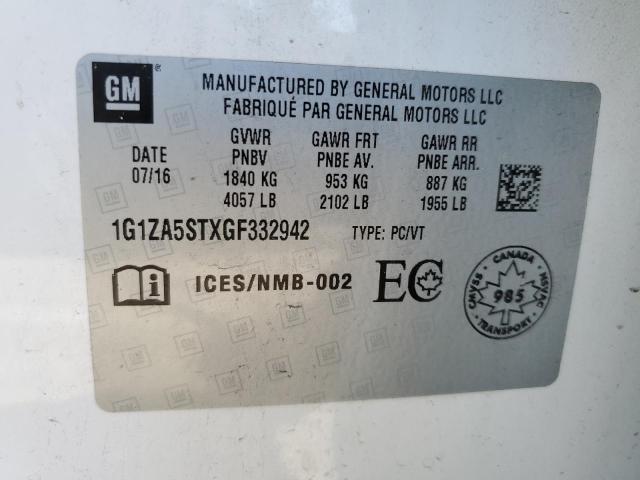 GM ®
MANUFACTURED BY GENERAL MOTORS LLC
FABRIQUÉ PAR GENERAL MOTORS LLC
DATE
07/16
GVWR
PNBV
1840 KG
4057 LB
GAWR FRT
PNBE AV.
953 KG
2102 LB
GAWR RR
PNBE ARR.
887 KG
1955 LB
1G1ZA5STXGF332942 TYPE: PC/VT
ICES/NMB-002
EC
CANADA
CMVSS
985
NSVAC
TRANSPORT